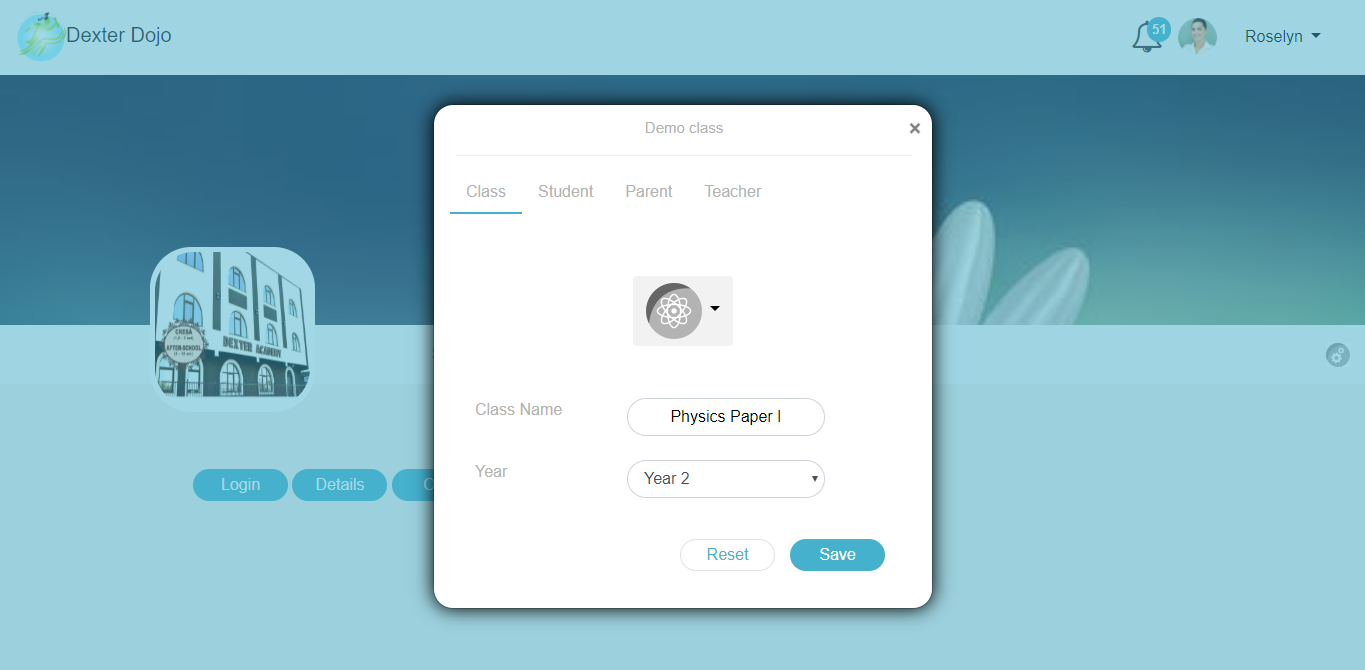 Dexter Dojo
51
Roselyn
Demo class
×
Class Student Parent Teacher
DEXTER ACADEMY
AFTER-SCHOOL
Class Name
Physics Paper I
Year
Year 2
Login
Details
C
Reset
Save